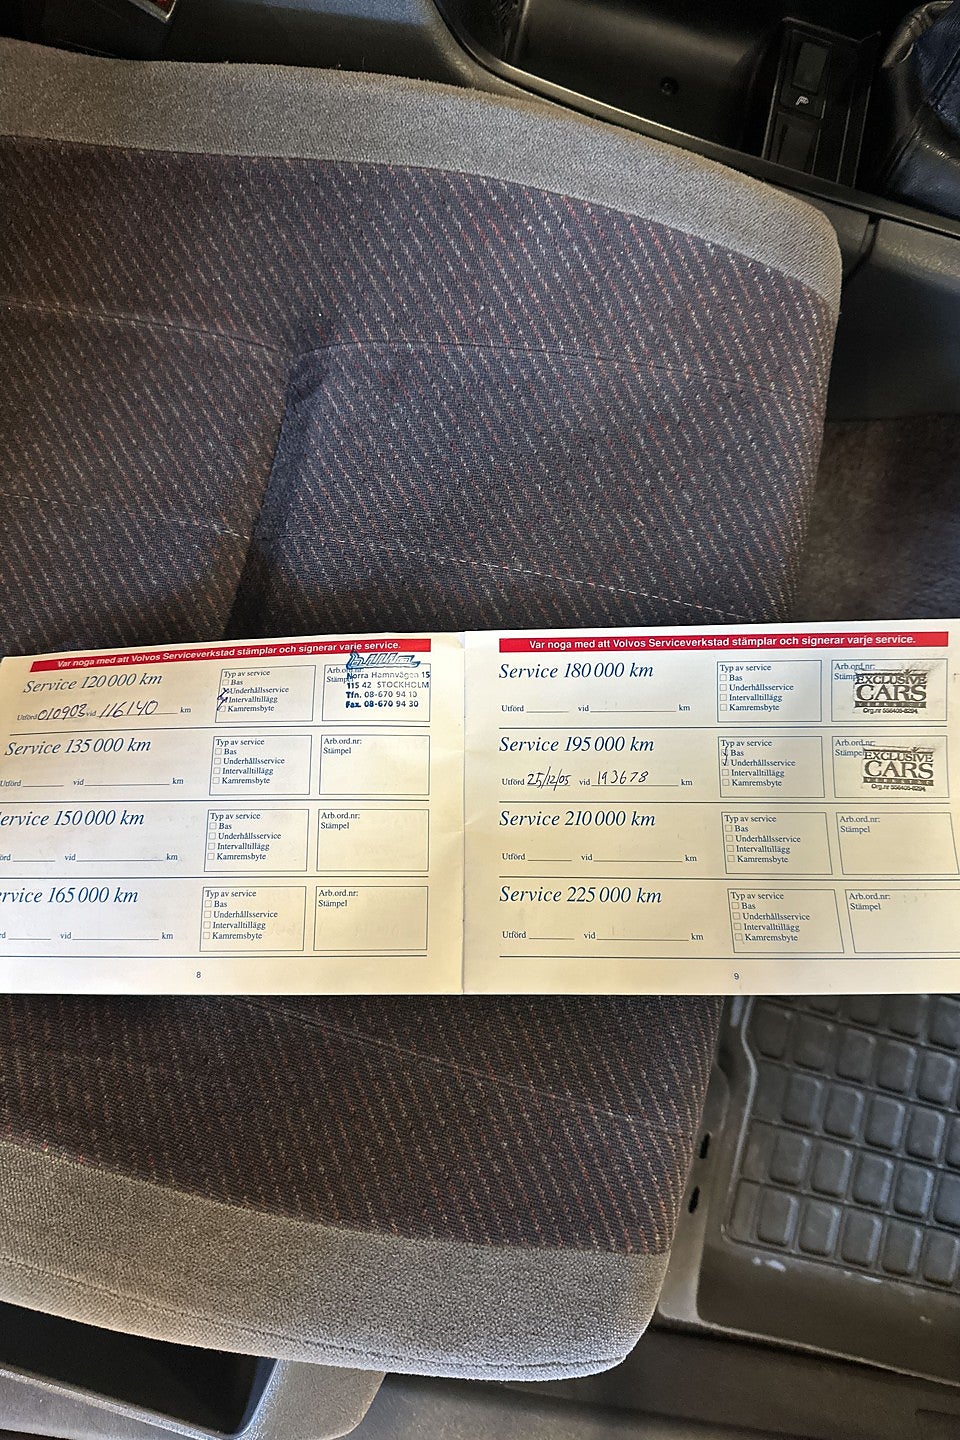 Var noga med att Volvos Serviceverkstad stämplar och signerar varje service.
Service 120 000 km
Utförd 010903 vid 116140 km
Typ av service
Bas
Underhållsservice
Intervalltillägg
Kamremsbyte
Arb.ord.nr:
Stämpel
Norra Hamnvägen 15
115 42 STOCKHOLM
Tfn. 08-670 94 10
Fax. 08-670 94 30
Service 135 000 km
Utförd vid km
Typ av service
Bas
Underhållsservice
Intervalltillägg
Kamremsbyte
Arb.ord.nr:
Stämpel
Service 150 000 km
örd vid km
Typ av service
Bas
Underhållsservice
Intervalltillägg
Kamremsbyte
Arb.ord.nr:
Stämpel
ervice 165 000 km
rd vid km
Typ av service
Bas
Underhållsservice
Intervalltillägg
Kamremsbyte
Arb.ord.nr:
Stämpel
8
Var noga med att Volvos Serviceverkstad stämplar och signerar varje service.
Service 180 000 km
Utförd vid km
Typ av service
Bas
Underhållsservice
Intervalltillägg
Kamremsbyte
Arb.ord.nr:
Stämpel
EXCLUSIVE
CARS
Service 195 000 km
Utförd 25/12/05 vid 193678 km
Typ av service
Bas
Underhållsservice
Intervalltillägg
Kamremsbyte
Arb.ord.nr:
Stämpel
EXCLUSIVE
CARS
Service 210 000 km
Utförd vid km
Typ av service
Bas
Underhållsservice
Intervalltillägg
Kamremsbyte
Arb.ord.nr:
Stämpel
Service 225 000 km
Utförd vid km
Typ av service
Bas
Underhållsservice
Intervalltillägg
Kamremsbyte
Arb.ord.nr:
Stämpel
9